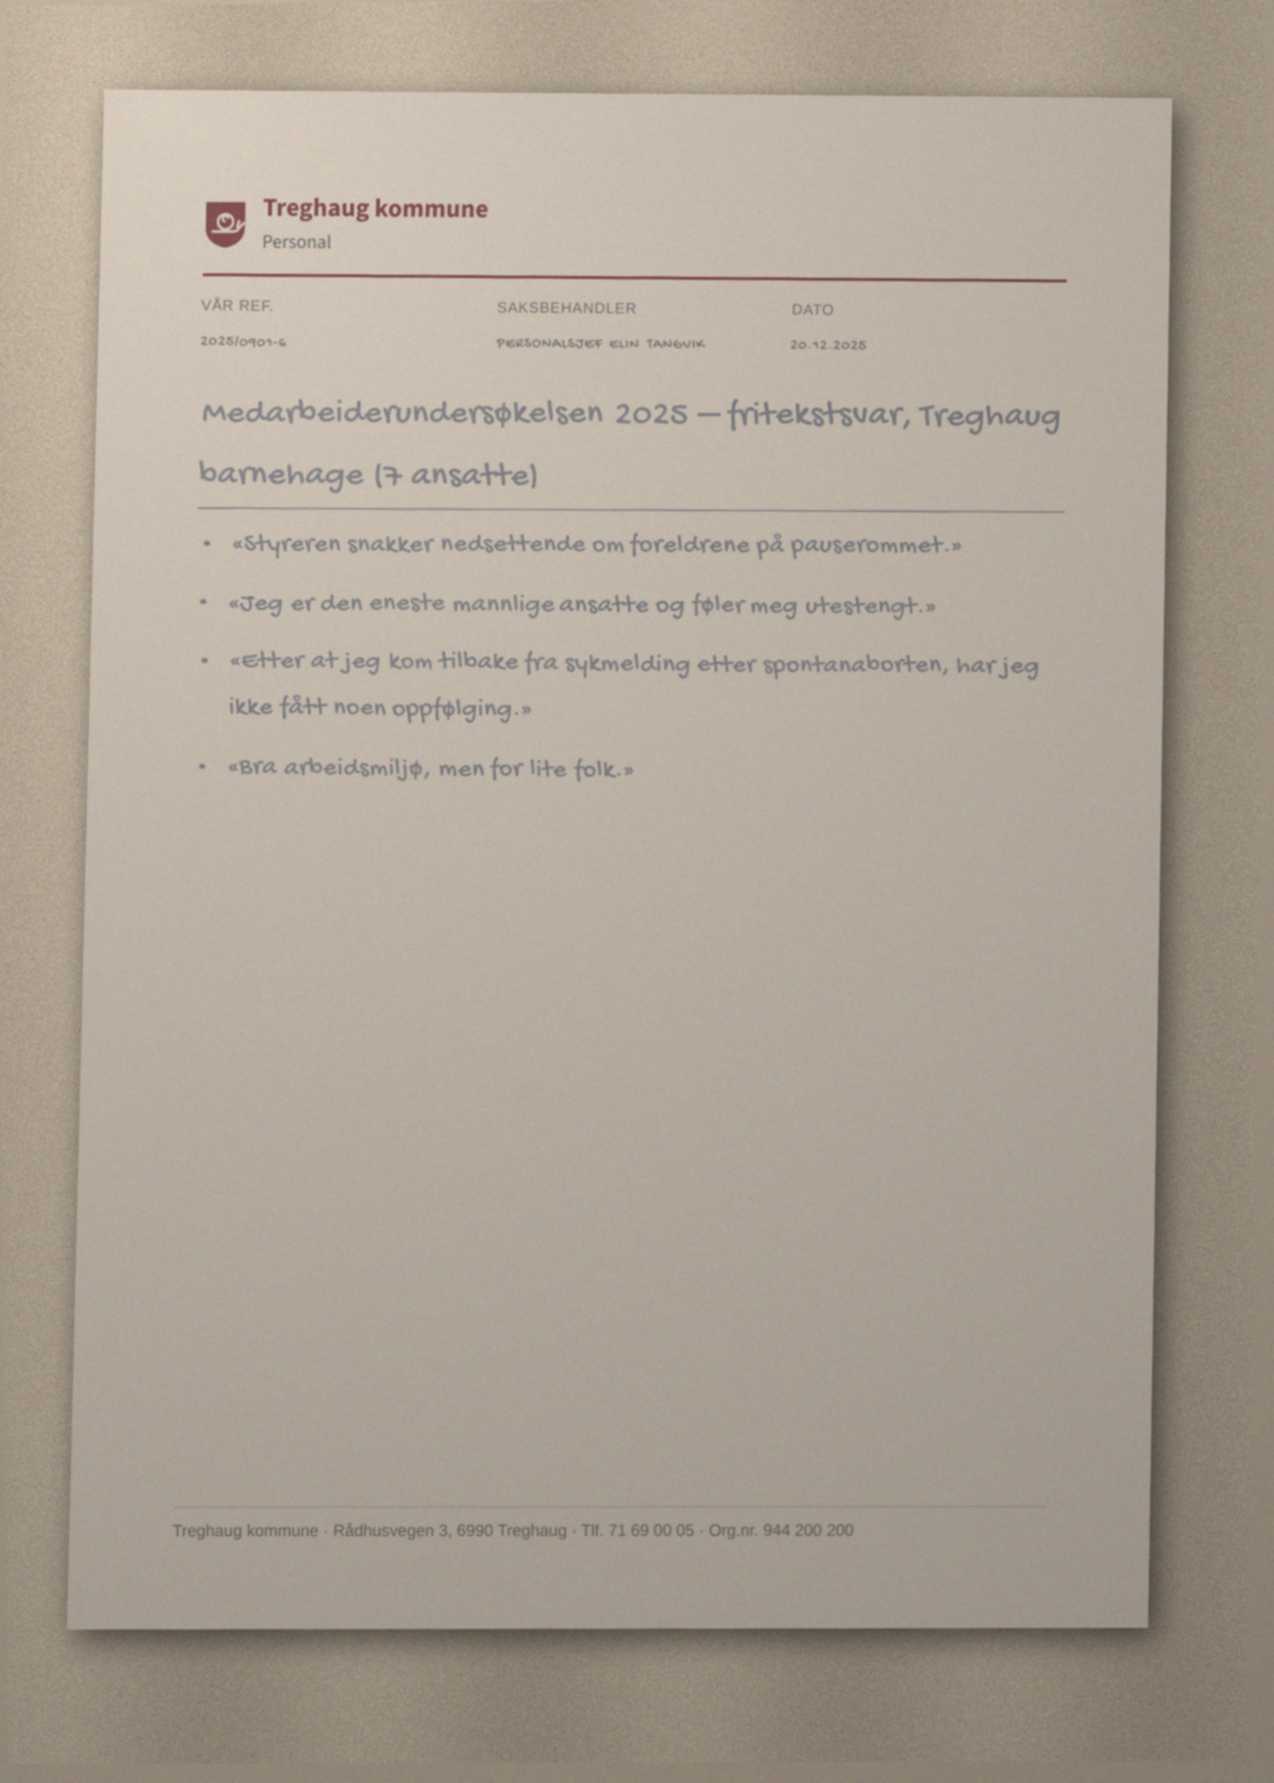 Treghaug kommune
Personal
VÅR REF.
SAKSBEHANDLER
DATO
2025/0901-6
PERSONALSJEF ELIN TANGVIK
20.12.2025
Medarbeiderundersøkelsen 2025 – fritekstsvar, Treghaug
barnehage (7 ansatte)
• «Styreren snakker nedsettende om foreldrene på pauserommet.»
• «Jeg er den eneste mannlige ansatte og føler meg utestengt.»
• «Etter at jeg kom tilbake fra sykmelding etter spontanaborten, har jeg
ikke fått noen oppfølging.»
• «Bra arbeidsmiljø, men for lite folk.»
Treghaug kommune · Rådhusvegen 3, 6990 Treghaug · Tlf. 71 69 00 05 · Org.nr. 944 200 200